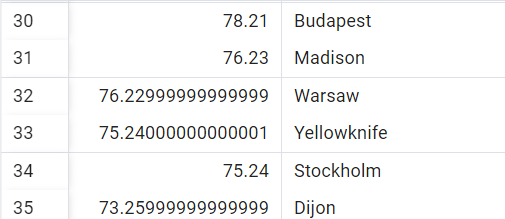 30 78.21 Budapest
31 76.23 Madison
32 76.22999999999999 Warsaw
33 75.24000000000001 Yellowknife
34 75.24 Stockholm
35 73.25999999999999 Dijon